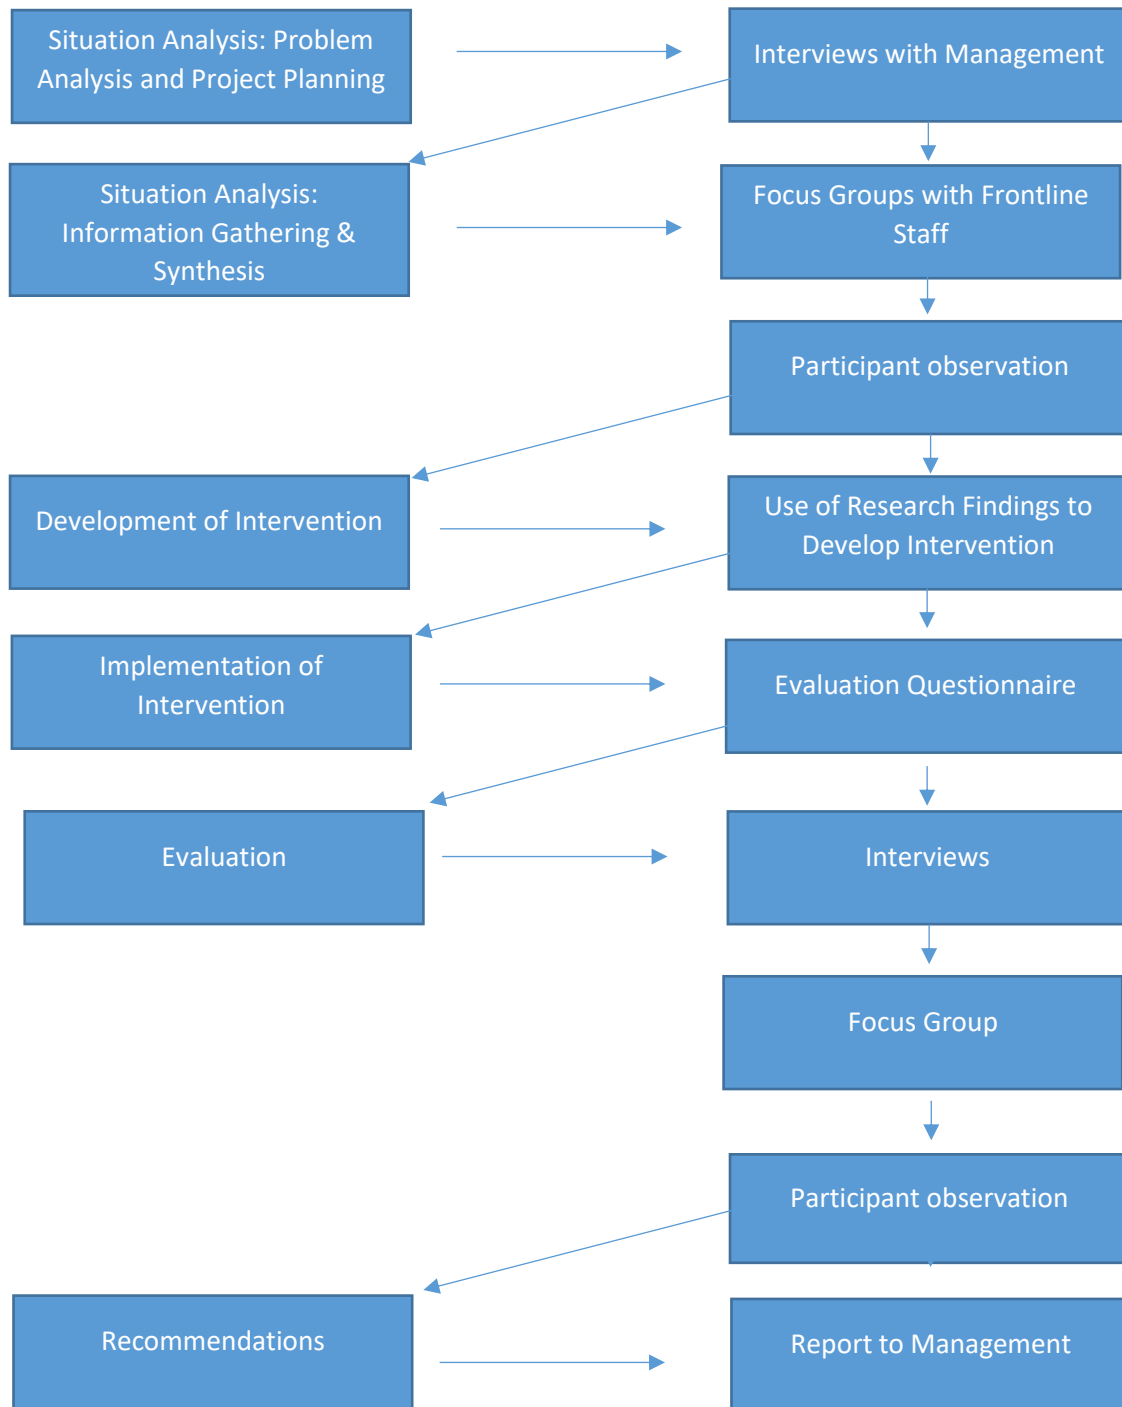 Situation Analysis: Problem
Analysis and Project Planning
Interviews with Management
Situation Analysis:
Information Gathering &
Synthesis
Focus Groups with Frontline
Staff
Participant observation
Development of Intervention
Use of Research Findings to
Develop Intervention
Implementation of
Intervention
Evaluation Questionnaire
Evaluation
Interviews
Focus Group
Participant observation
Recommendations
Report to Management